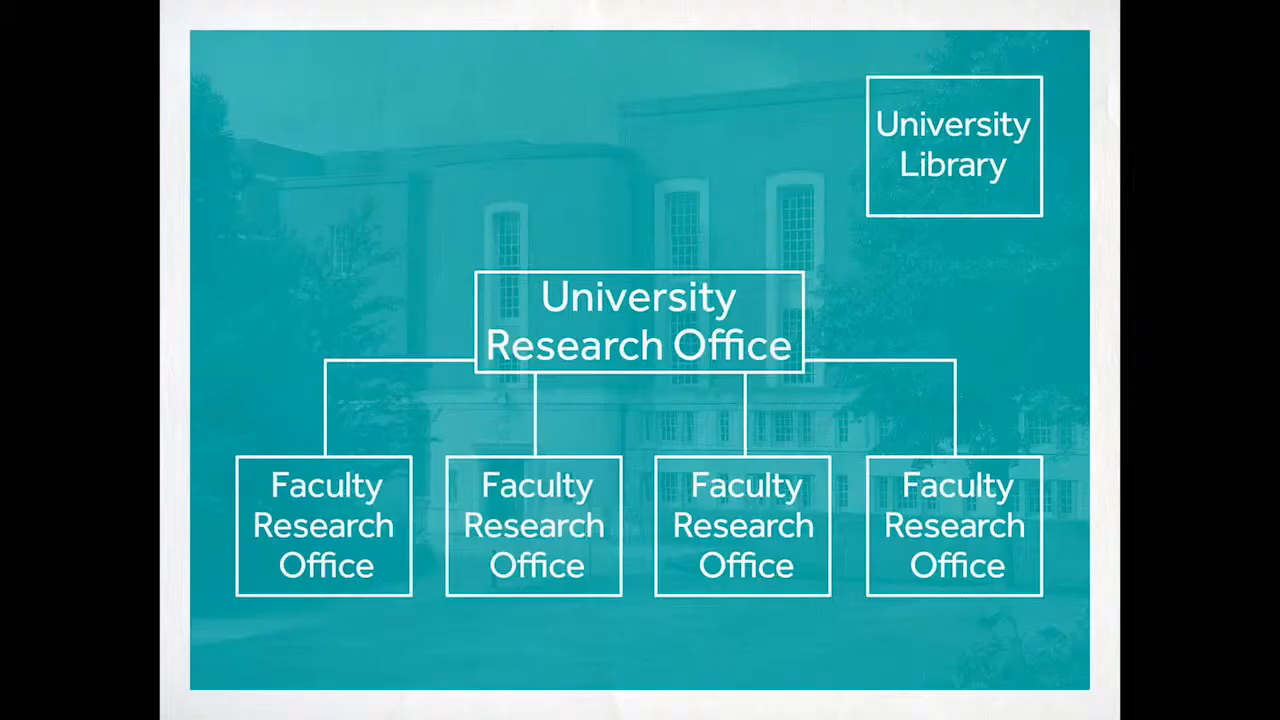 University
Library
University
Research Office
Faculty
Research
Office
Faculty
Research
Office
Faculty
Research
Office
Faculty
Research
Office